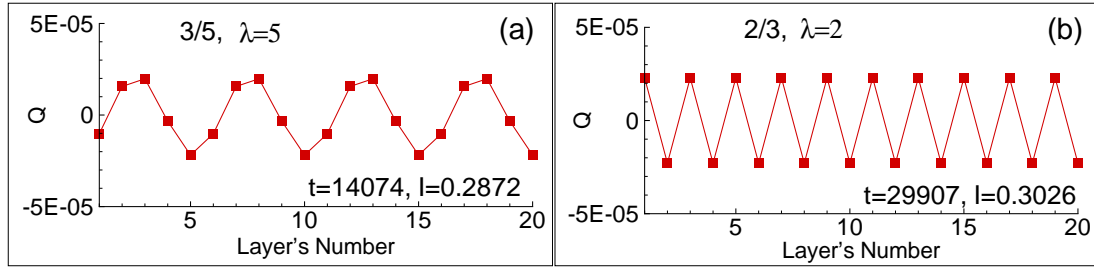 5E-05
3/5, λ=5
(a)
Q
0
t=14074, I=0.2872
-5E-05
5
10
15
20
Layer's Number
5E-05
2/3, λ=2
(b)
Q
0
t=29907, I=0.3026
-5E-05
5
10
15
20
Layer's Number